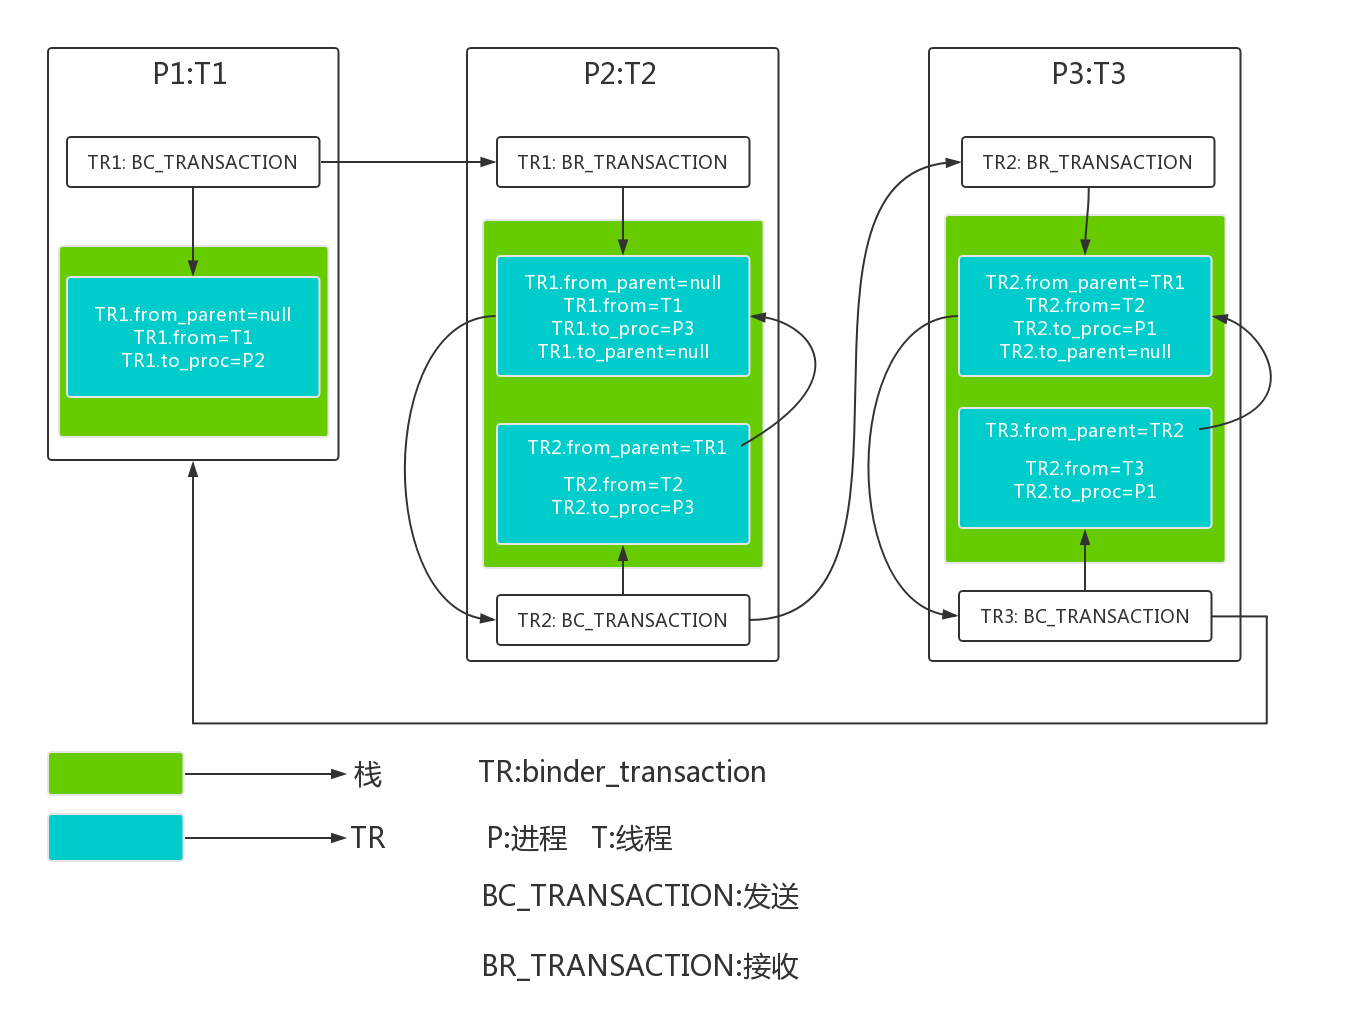 P1:T1
TR1: BC_TRANSACTION
TR1.from_parent=null
TR1.from=T1
TR1.to_proc=P2
P2:T2
TR1: BR_TRANSACTION
TR1.from_parent=null
TR1.from=T1
TR1.to_proc=P3
TR1.to_parent=null
TR2.from_parent=TR1
TR2.from=T2
TR2.to_proc=P3
TR2: BC_TRANSACTION
P3:T3
TR2: BR_TRANSACTION
TR2.from_parent=TR1
TR2.from=T2
TR2.to_proc=P1
TR2.to_parent=null
TR3.from_parent=TR2
TR2.from=T3
TR2.to_proc=P1
TR3: BC_TRANSACTION
栈
TR
TR:binder_transaction
P:进程 T:线程
BC_TRANSACTION:发送
BR_TRANSACTION:接收